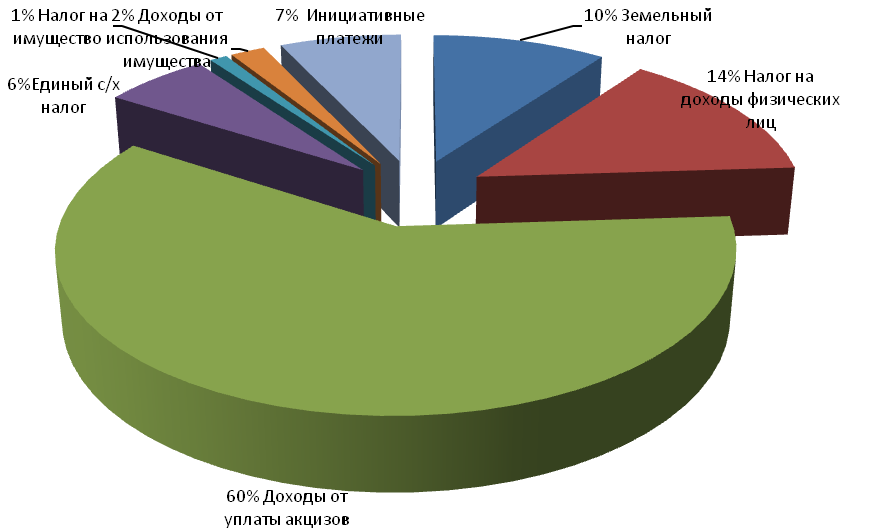 1% Налог на
имущество
2% Доходы от
использования
имущества
7%  Инициативные
платежи
10% Земельный
налог
14% Налог на
доходы физических
лиц
6%Единый с/х
налог
60% Доходы от
уплаты акцизов